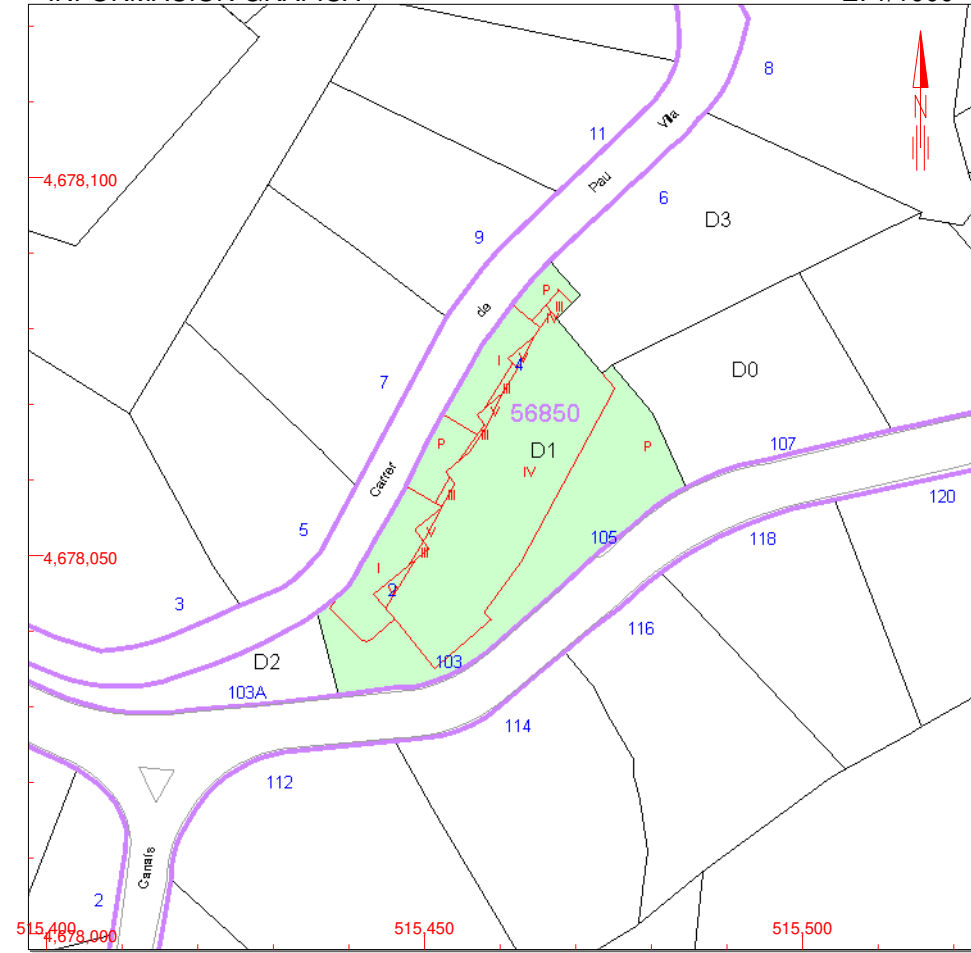 8
Vila
11
N
4,678,100
Pau
6
D3
9
P
III
IV
de
I
V
4
D0
7
III
56850
V
107
III
P
D1
P
Carrer
IV
120
III
5
V
105
118
4,678,050
III
I
2
3
116
D2
103
103A
114
112
Canals
2
515,400
515,450
515,500
4,678,000